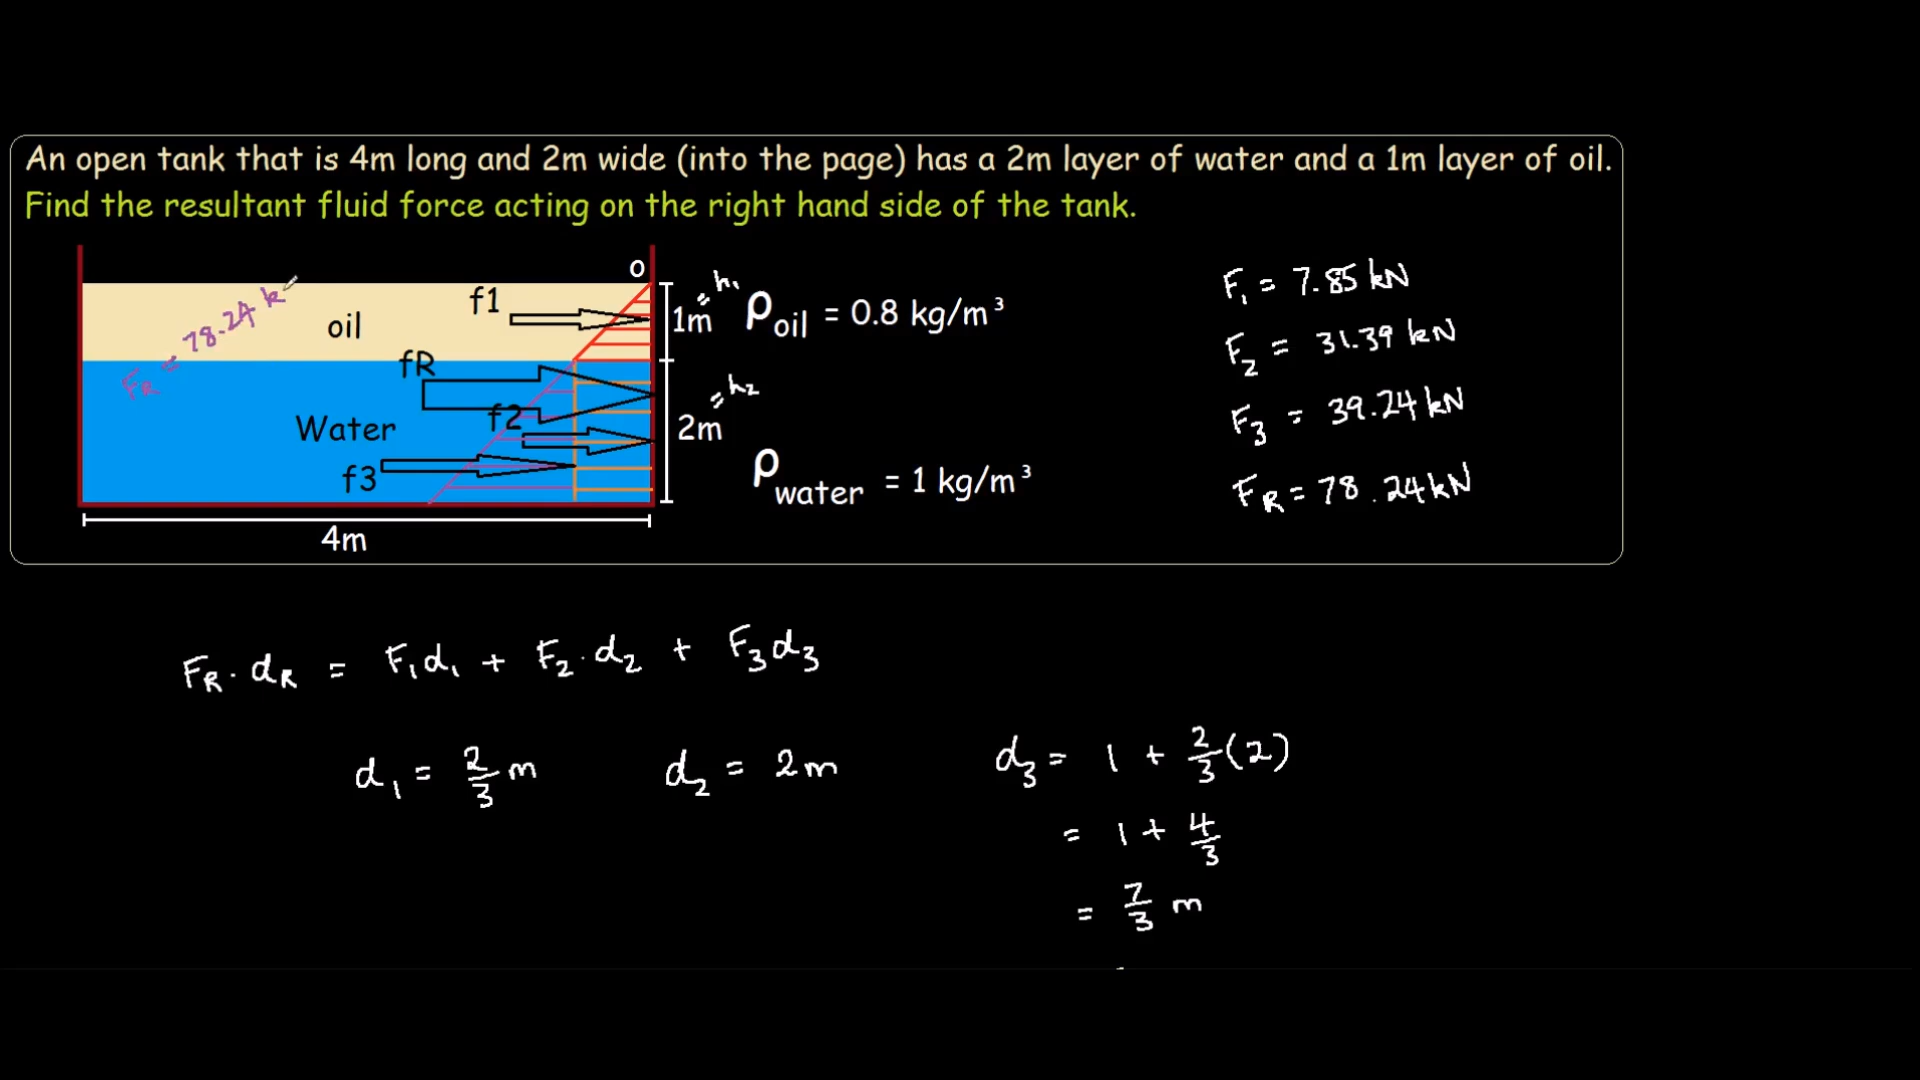 An open tank that is 4m long and 2m wide (into the page) has a 2m layer of water and a 1m layer of oil.
Find the resultant fluid force acting on the right hand side of the tank.
o
f1
oil
1m = h₁
ρoil = 0.8 kg/m³
FR = 78.24 k
fR
= h₂
f2
Water
2m
f3
ρwater = 1 kg/m³
4m
F₁ = 7.85 kN
F₂ = 31.39 kN
F₃ = 39.24 kN
FR = 78.24 kN
FR · dR = F₁d₁ + F₂·d₂ + F₃d₃
d₁ = 2/3 m d₂ = 2m d₃ = 1 + 2/3(2)
= 1 + 4/3
= 7/3 m